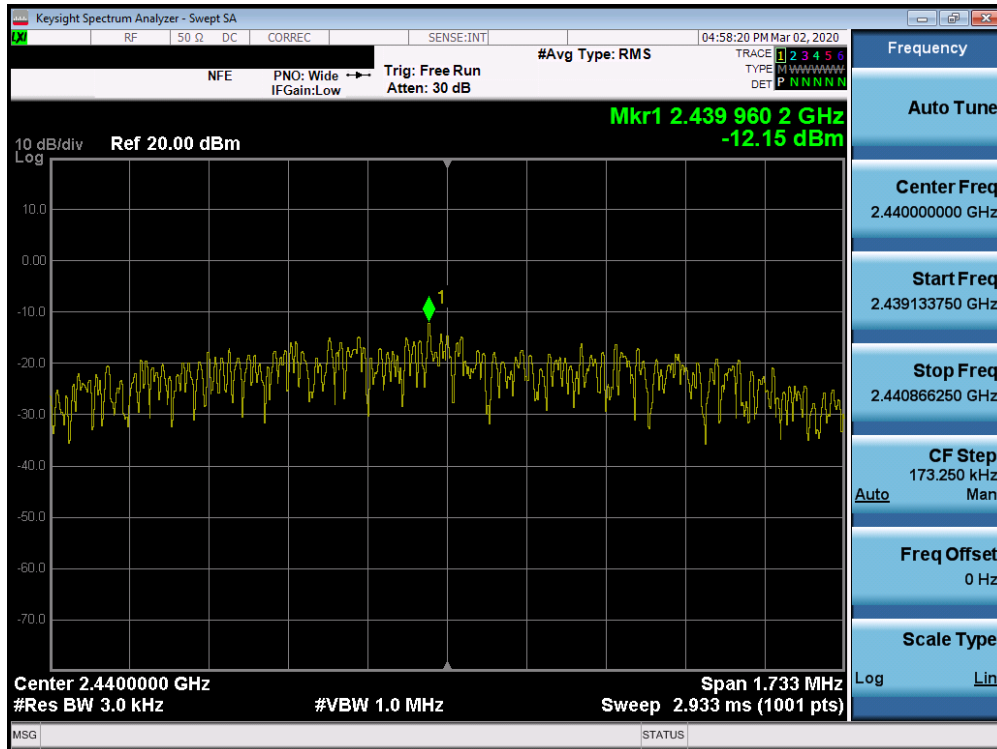 Keysight Spectrum Analyzer - Swept SA
LXI RF 50 Ω DC CORREC SENSE:INT 04:58:20 PM Mar 02, 2020
Frequency
NFE PNO: Wide Trig: Free Run #Avg Type: RMS TRACE 1 2 3 4 5 6
IFGain:Low Atten: 30 dB TYPE M WWWWW
DET P N N N N N
Auto Tune
Mkr1 2.439 960 2 GHz
-12.15 dBm
10 dB/div Ref 20.00 dBm
Log
10.0
0.00
-10.0
-20.0
-30.0
-40.0
-50.0
-60.0
-70.0
1
Center Freq
2.440000000 GHz
Start Freq
2.439133750 GHz
Stop Freq
2.440866250 GHz
CF Step
173.250 kHz
Auto Man
Freq Offset
0 Hz
Scale Type
Log Lin
Center 2.4400000 GHz Span 1.733 MHz
#Res BW 3.0 kHz #VBW 1.0 MHz Sweep 2.933 ms (1001 pts)
MSG STATUS